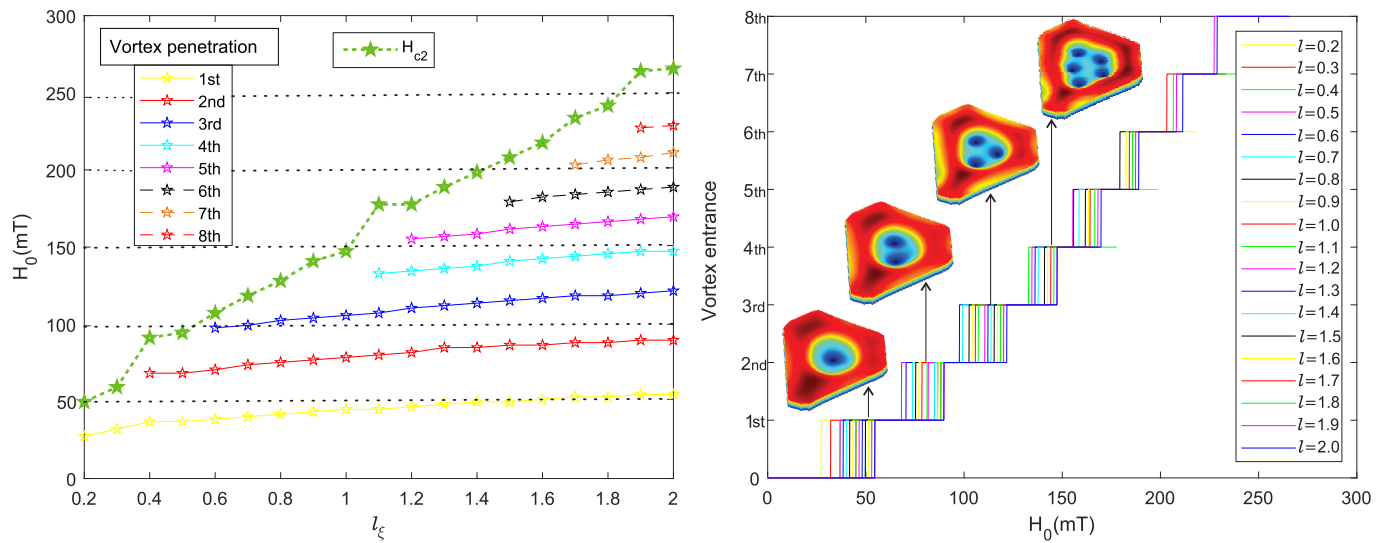 Vortex penetration
1st
2nd
3rd
4th
5th
6th
7th
8th
H_c2
300
250
200
150
100
50
0
H_0(mT)
0.2
0.4
0.6
0.8
1
1.2
1.4
1.6
1.8
2
l_ξ
8th
7th
6th
5th
4th
3rd
2nd
1st
0
Vortex entrance
0
50
100
150
200
250
300
H_0(mT)
l=0.2
l=0.3
l=0.4
l=0.5
l=0.6
l=0.7
l=0.8
l=0.9
l=1.0
l=1.1
l=1.2
l=1.3
l=1.4
l=1.5
l=1.6
l=1.7
l=1.8
l=1.9
l=2.0